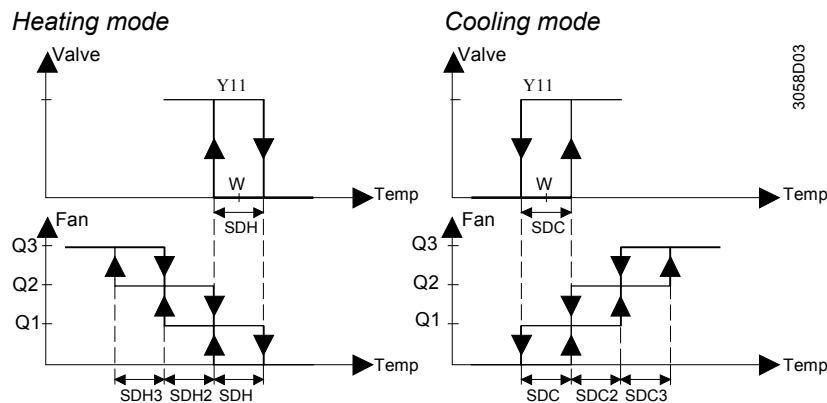 Heating mode
Valve
Y11
W
Temp
SDH
Fan
Q3
Q2
Q1
Temp
SDH3 SDH2 SDH
Cooling mode
Valve
Y11
W
Temp
SDC
Fan
Q3
Q2
Q1
Temp
SDC SDC2 SDC3
3058D03